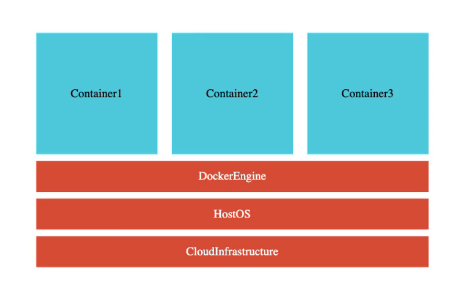 Container1 Container2 Container3
DockerEngine
HostOS
CloudInfrastructure